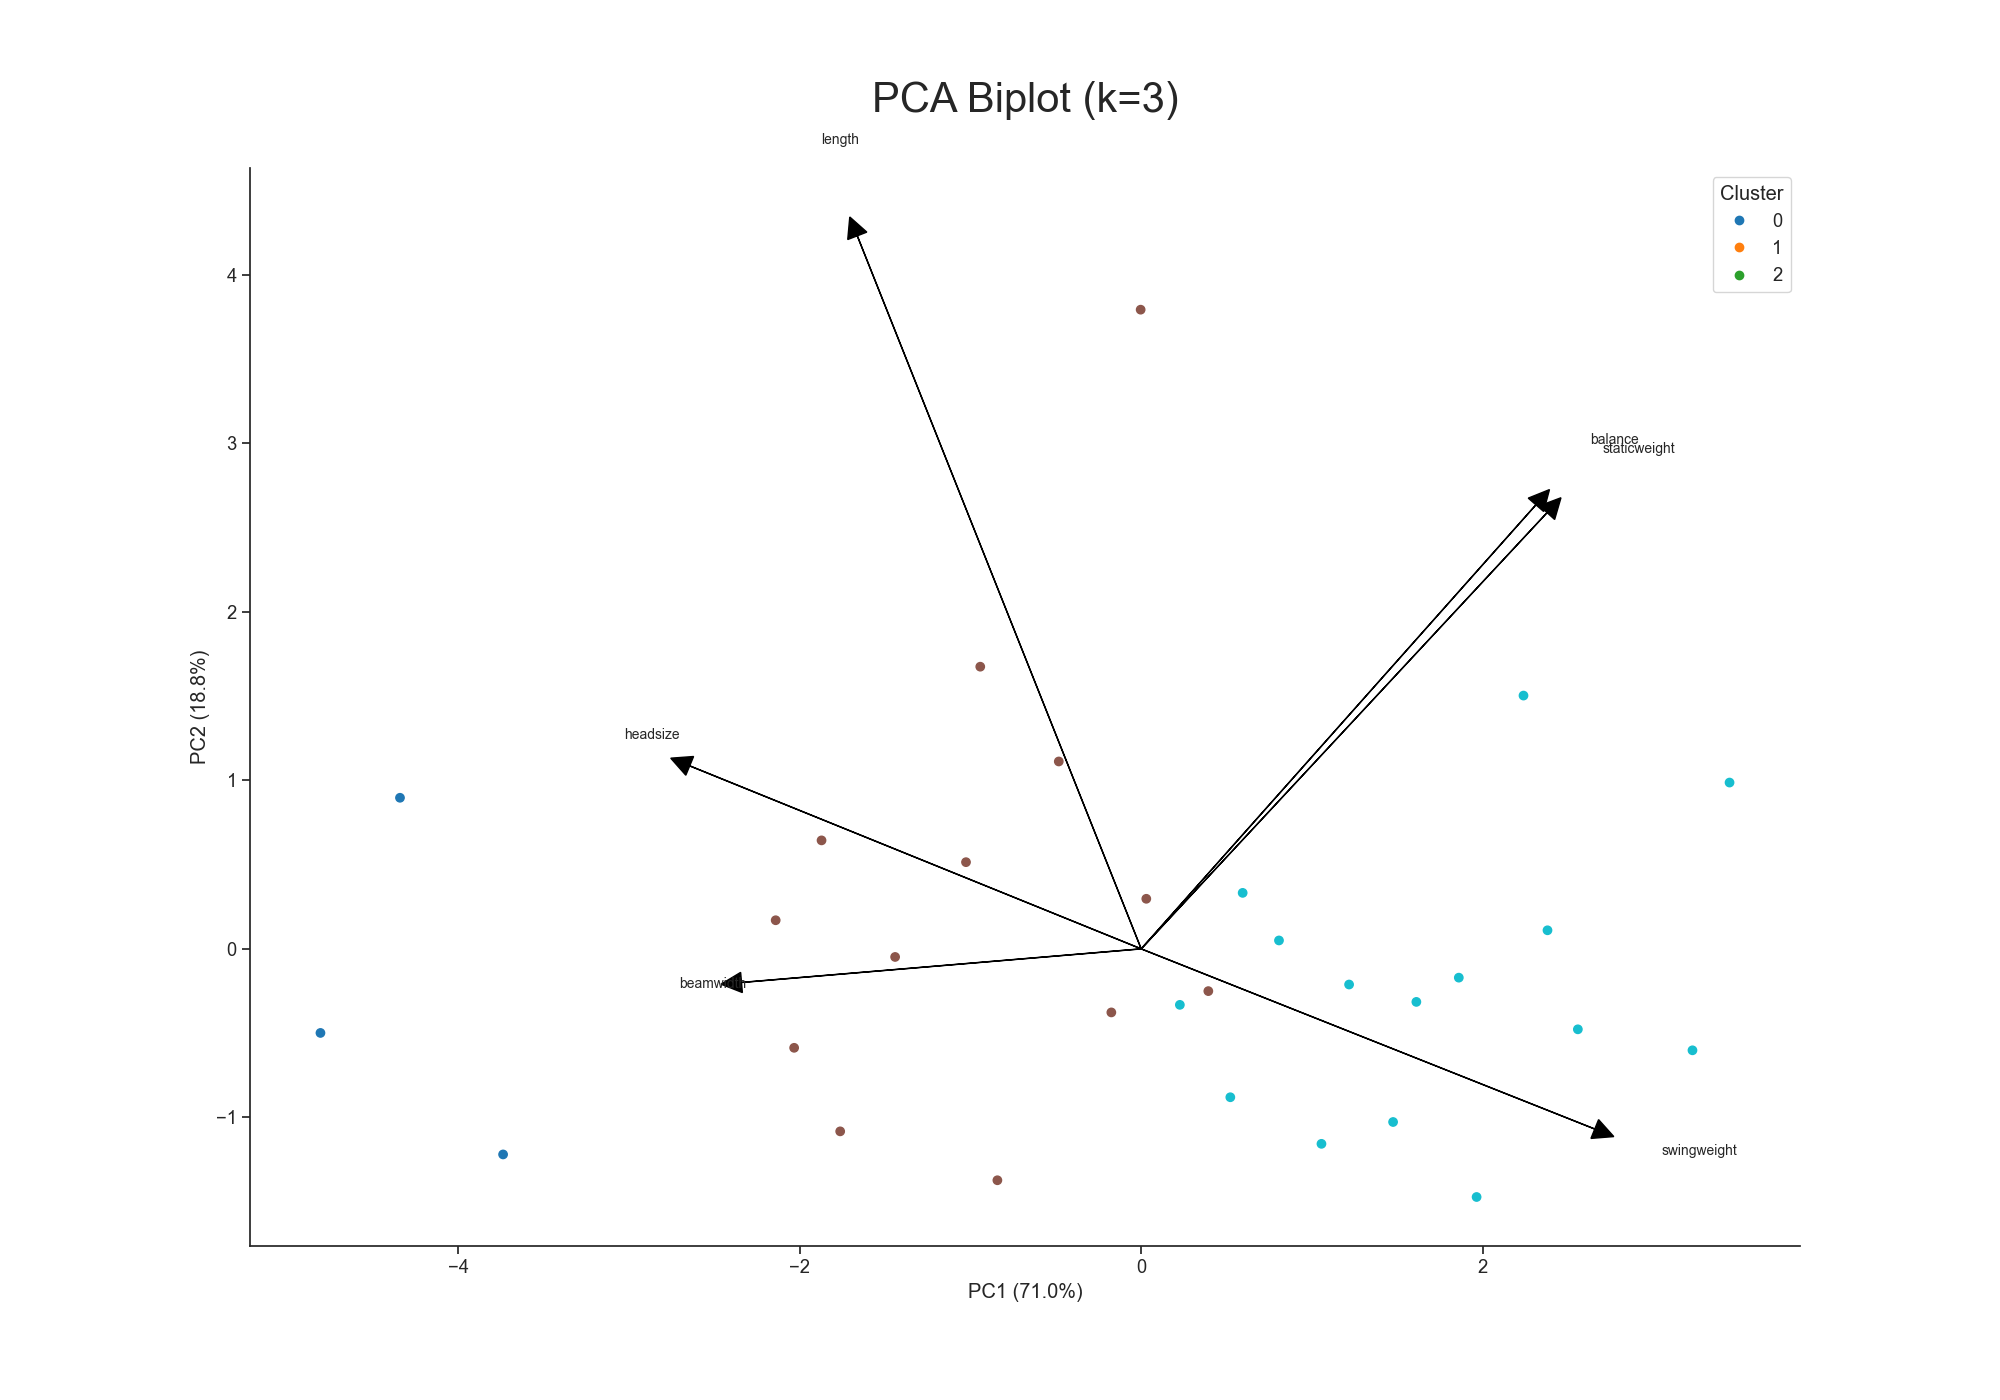 PCA Biplot (k=3)
length
Cluster
0
1
2
4
3
2
1
0
−1
balance
staticweight
headsize
beamwidth
swingweight
PC2 (18.8%)
−4
−2
0
2
PC1 (71.0%)